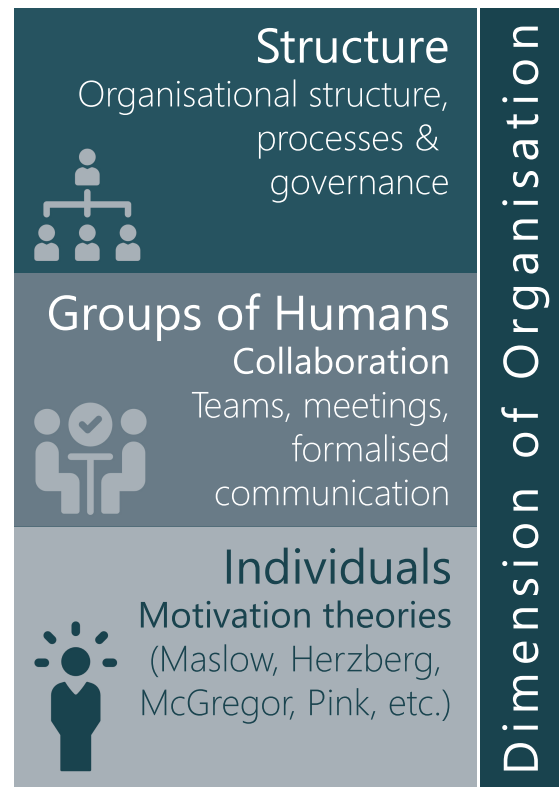 Structure
Organisational structure,
processes &
governance
Groups of Humans
Collaboration
Teams, meetings,
formalised
communication
Individuals
Motivation theories
(Maslow, Herzberg,
McGregor, Pink, etc.)
Dimension of Organisation